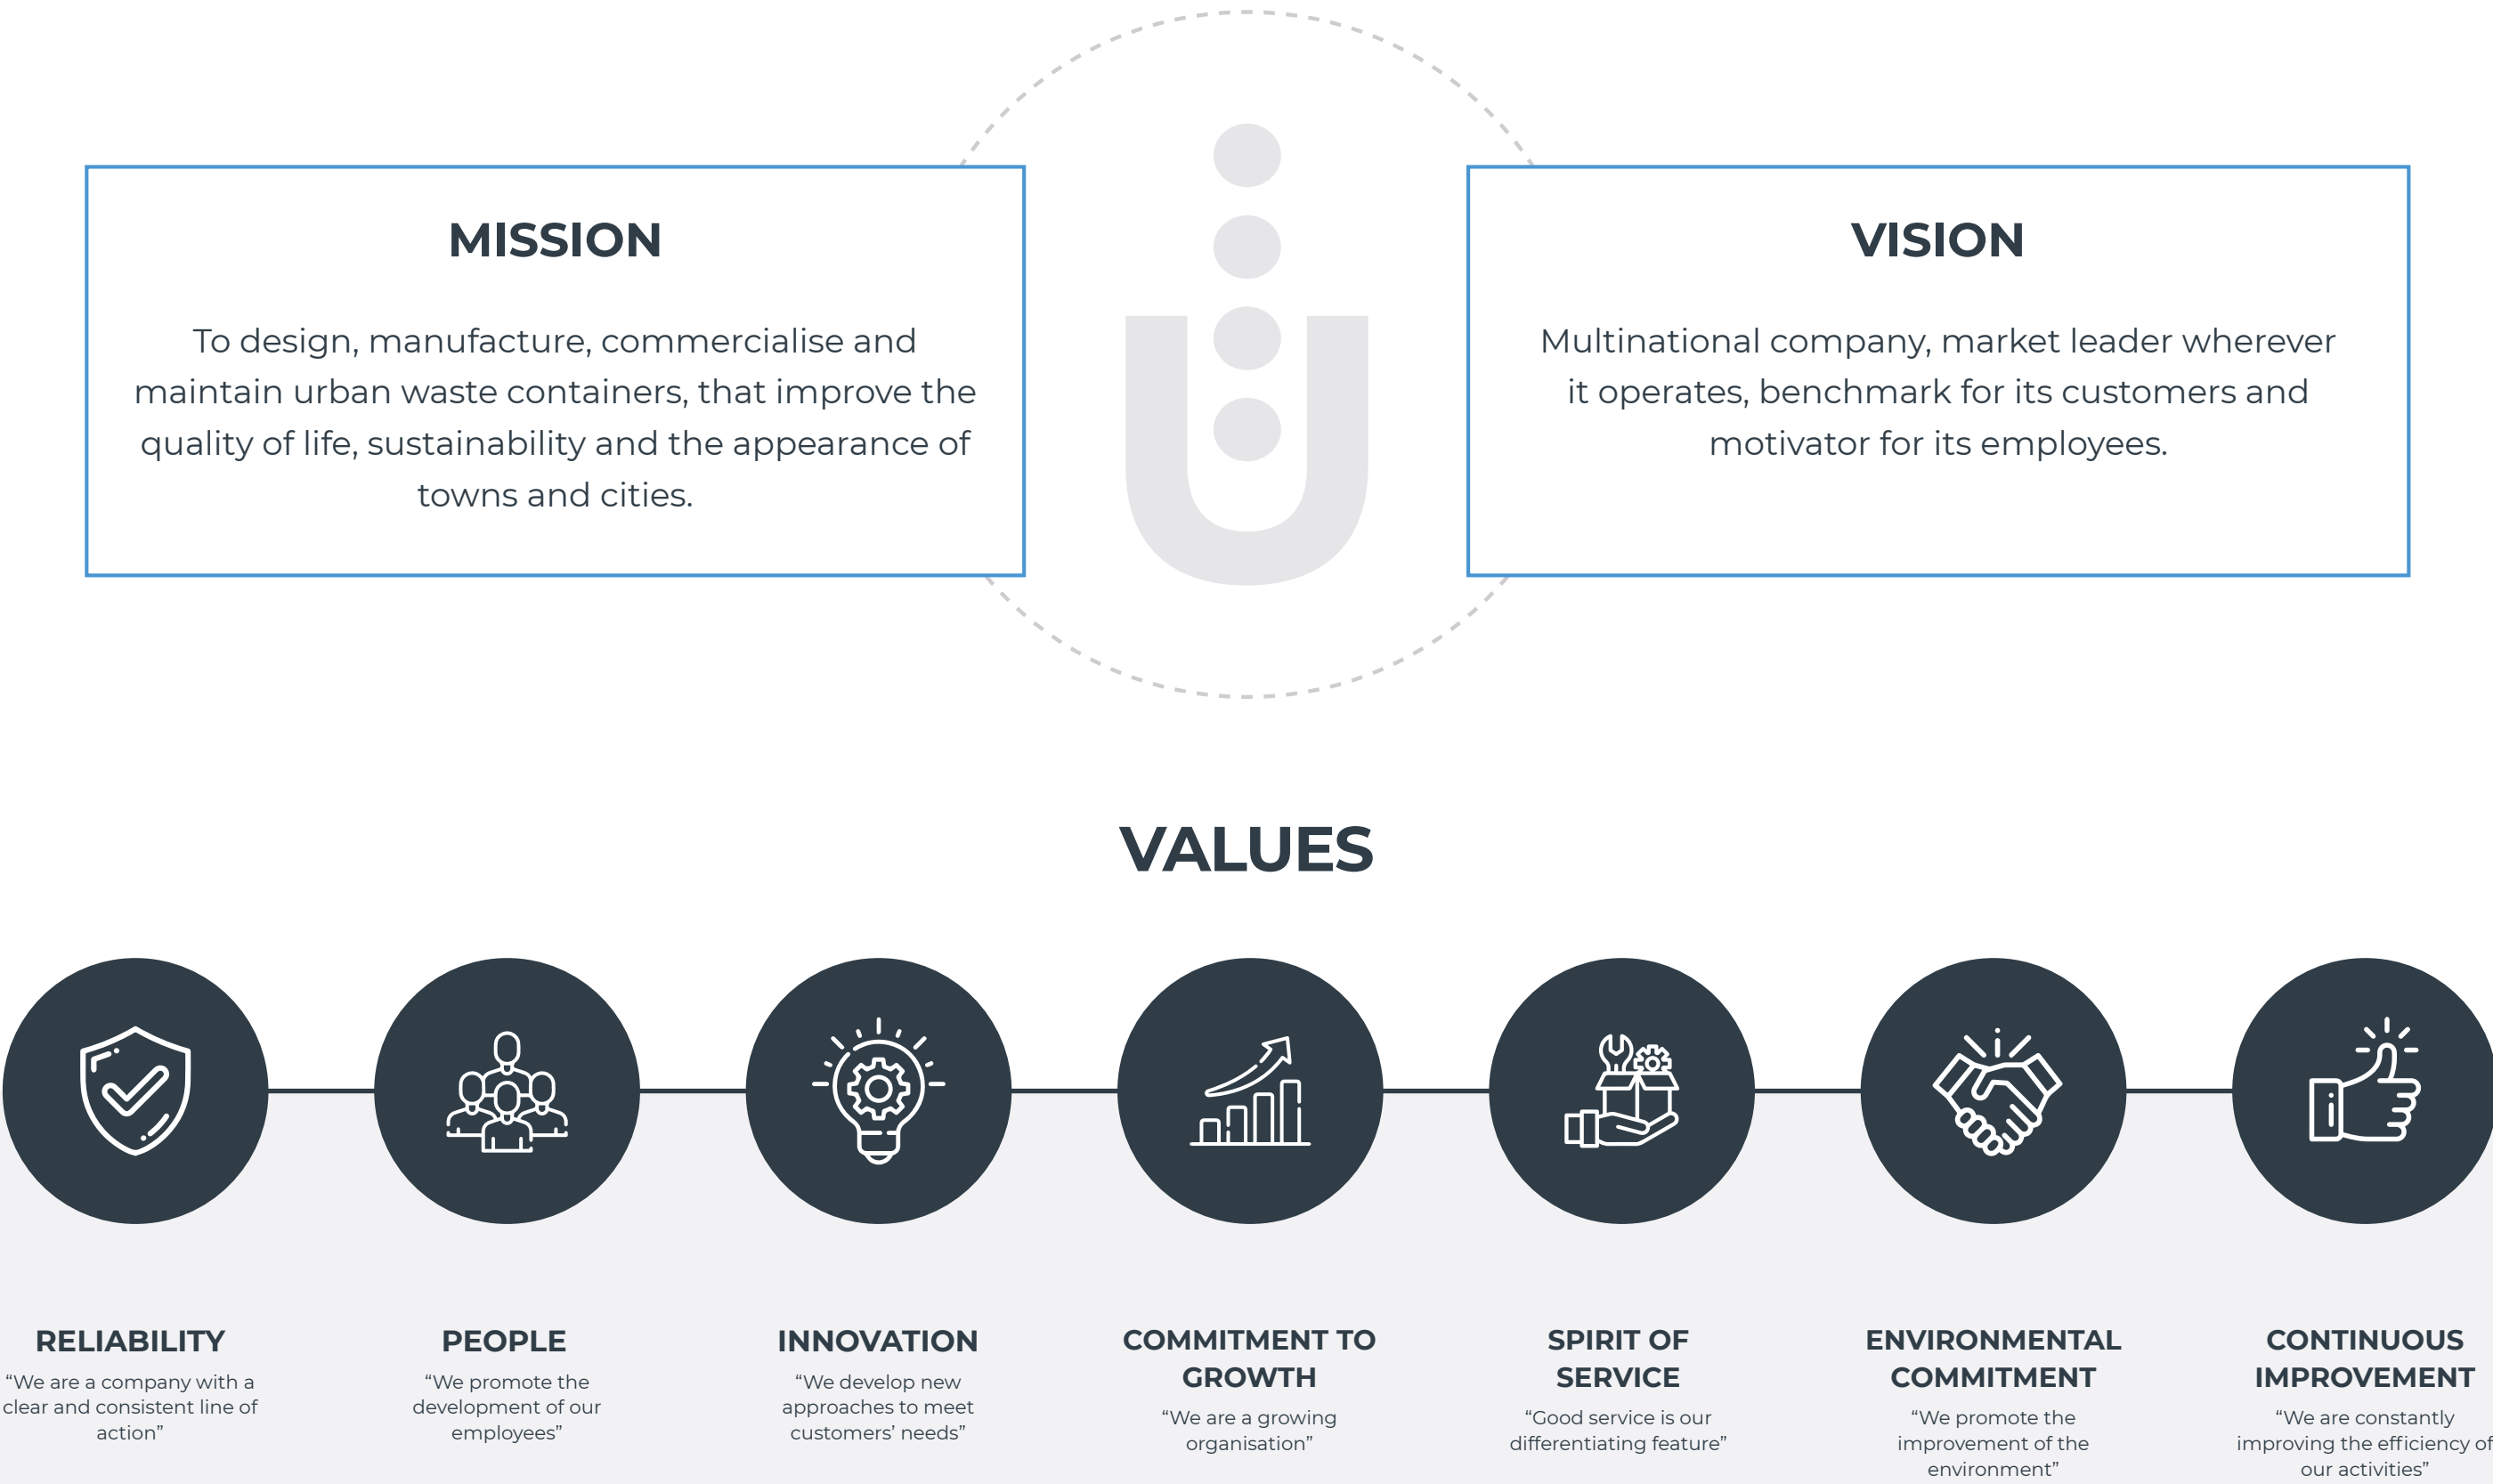 MISSION
To design, manufacture, commercialise and
maintain urban waste containers, that improve the
quality of life, sustainability and the appearance of
towns and cities.
VISION
Multinational company, market leader wherever
it operates, benchmark for its customers and
motivator for its employees.
VALUES
RELIABILITY
“We are a company with a
clear and consistent line of
action”
PEOPLE
“We promote the
development of our
employees”
INNOVATION
“We develop new
approaches to meet
customers’ needs”
COMMITMENT TO
GROWTH
“We are a growing
organisation”
SPIRIT OF
SERVICE
“Good service is our
differentiating feature”
ENVIRONMENTAL
COMMITMENT
“We promote the
improvement of the
environment”
CONTINUOUS
IMPROVEMENT
“We are constantly
improving the efficiency of
our activities”